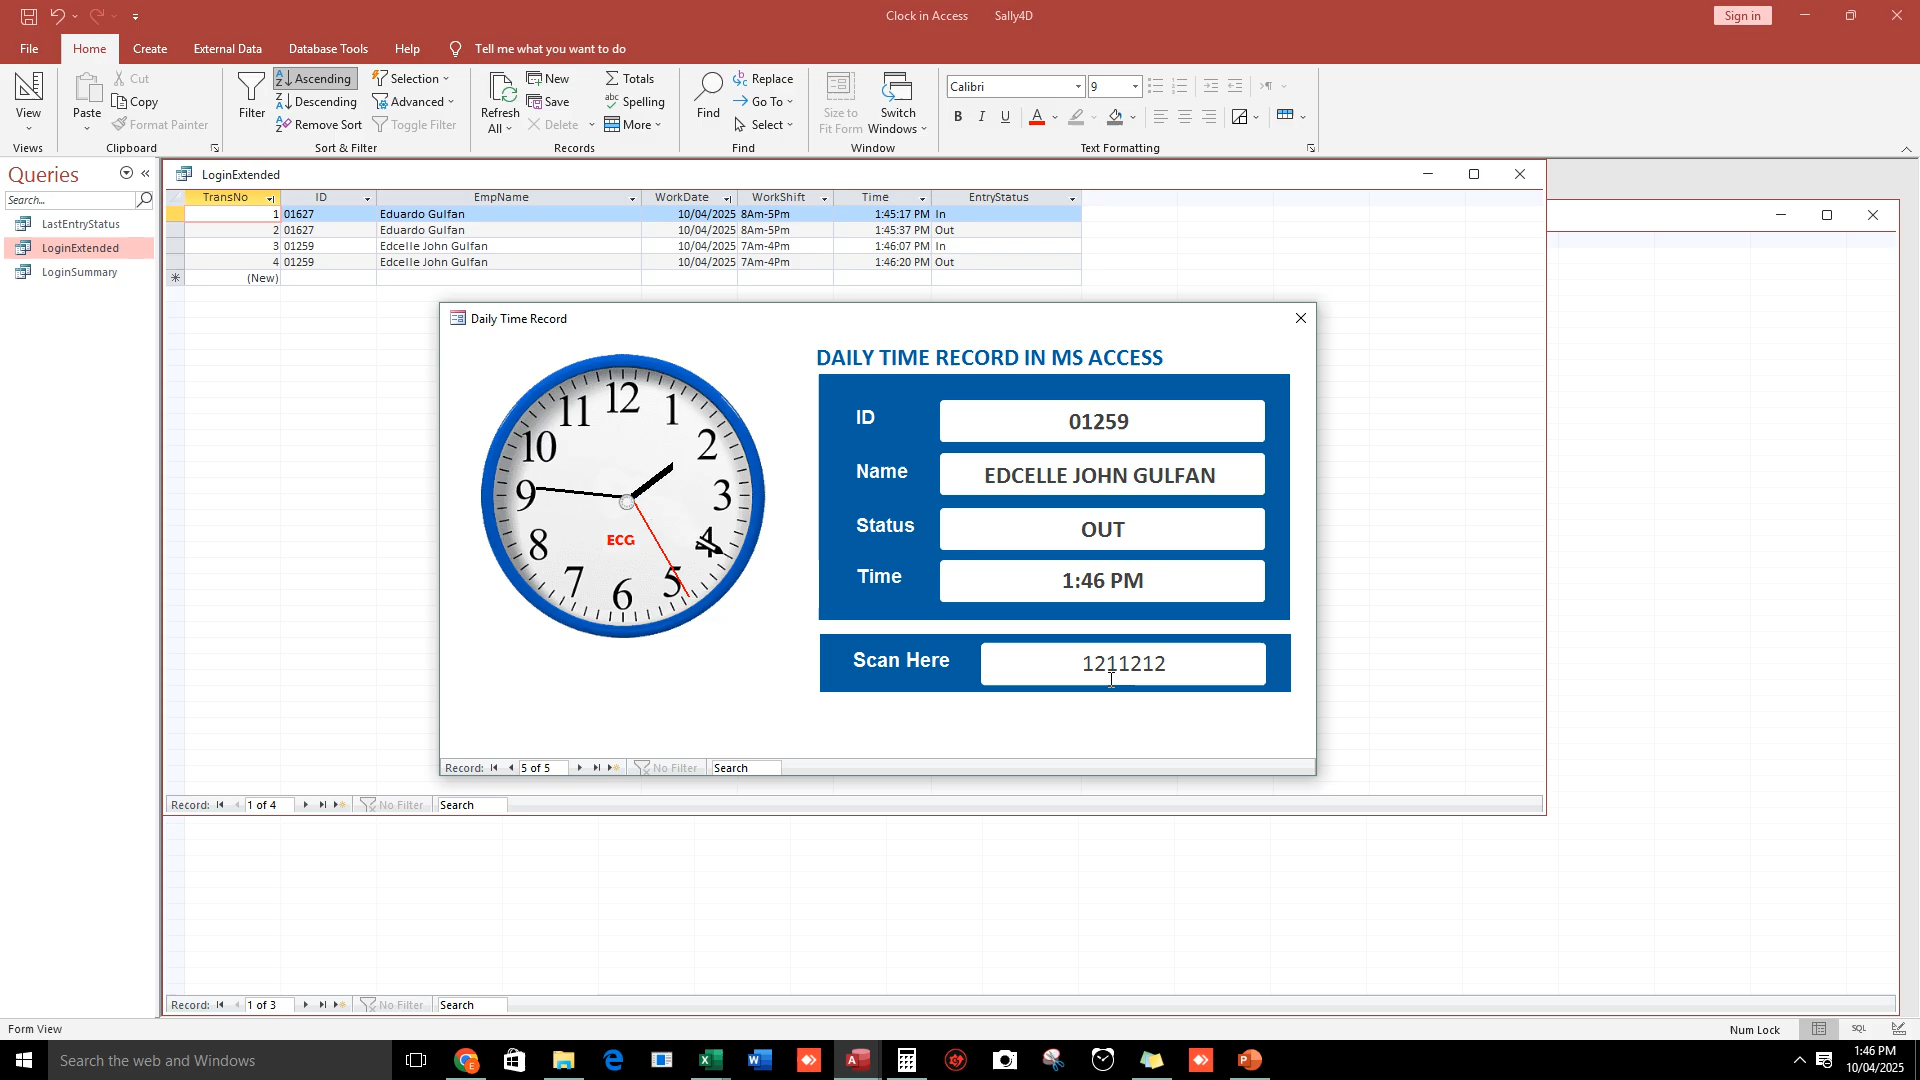 Clock in Access Sally4D Sign in
File Home Create External Data Database Tools Help Tell me what you want to do
View Paste Cut Copy Format Painter Filter Ascending Descending Remove Sort Selection Advanced Toggle Filter Refresh All New Save Delete Totals Spelling More Find Replace Go To Select Size to Fit Form Switch Windows Calibri 9 B I U A
Views Clipboard Sort & Filter Records Find Window Text Formatting
Queries
Search...
LastEntryStatus
LoginExtended
LoginSummary
LoginExtended
TransNo ID EmpName WorkDate WorkShift Time EntryStatus
1 01627 Eduardo Gulfan 10/04/2025 8Am-5Pm 1:45:17 PM In
2 01627 Eduardo Gulfan 10/04/2025 8Am-5Pm 1:45:37 PM Out
3 01259 Edcelle John Gulfan 10/04/2025 7Am-4Pm 1:46:07 PM In
4 01259 Edcelle John Gulfan 10/04/2025 7Am-4Pm 1:46:20 PM Out
(New)
Daily Time Record
12 1 2 3 4 5 6 7 8 9 10 11
ECG
DAILY TIME RECORD IN MS ACCESS
ID 01259
Name EDCELLE JOHN GULFAN
Status OUT
Time 1:46 PM
Scan Here 1211212
Record: 5 of 5 No Filter Search
Record: 1 of 4 No Filter Search
Record: 1 of 3 No Filter Search
Form View Num Lock SQL
Search the web and Windows
1:46 PM
10/04/2025